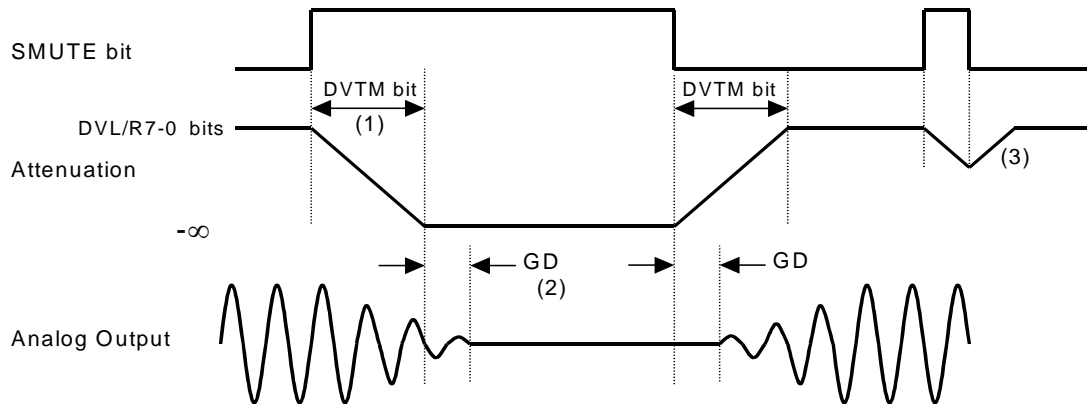 SMUTE bit
DVTM bit
DVTM bit
(1)
DVL/R7-0 bits
Attenuation
(3)
-∞
GD
GD
(2)
Analog Output